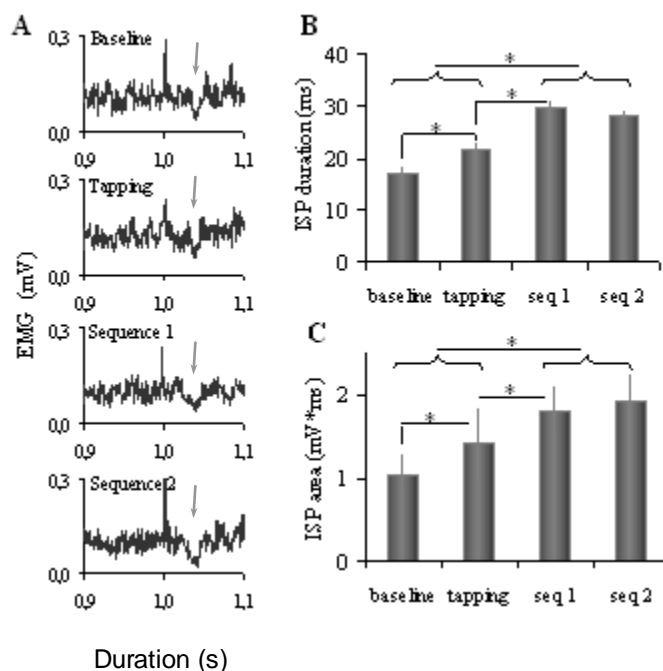 A
EMG (mV)
0,3
Baseline
0,0
0,9 1,0 1,1
0,3
Tapping
0,0
0,9 1,0 1,1
0,3
Sequence 1
0,0
0,9 1,0 1,1
0,3
Sequence 2
0,0
0,9 1,0 1,1
Duration (s)
B
ISP duration (ms)
40
30
20
10
0
*
*
*
baseline tapping seq 1 seq 2
C
ISP area (mV*ms)
2
1
0
*
*
*
baseline tapping seq 1 seq 2